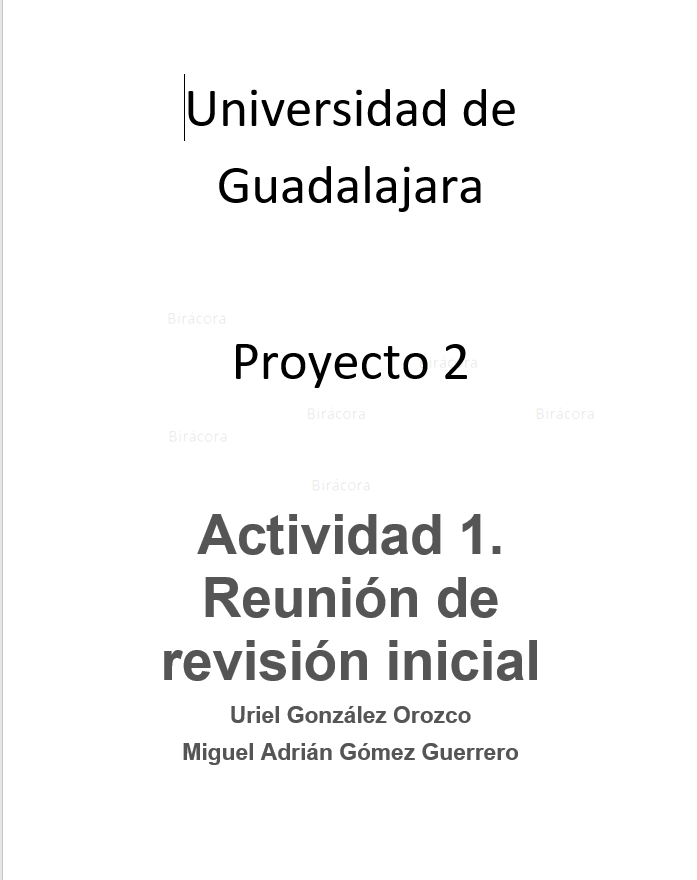 Universidad de
Guadalajara
Birácora
Proyecto 2
Birácora
Birácora
Birácora
Birácora
Actividad 1.
Reunión de
revisión inicial
Uriel González Orozco
Miguel Adrián Gómez Guerrero